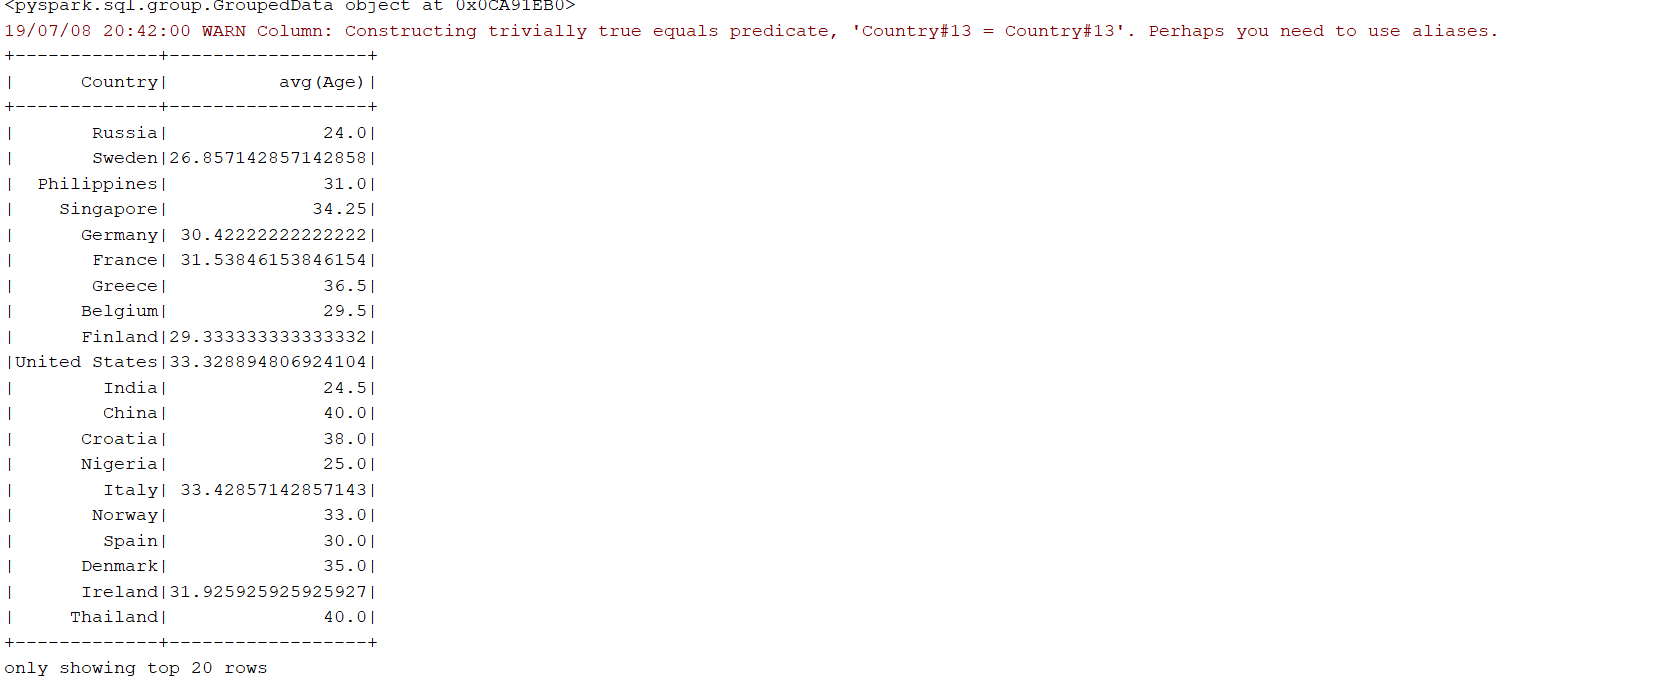 <pyspark.sql.group.GroupedData object at 0x0CA91EB0>
19/07/08 20:42:00 WARN Column: Constructing trivially true equals predicate, 'Country#13 = Country#13'. Perhaps you need to use aliases.
+-------------+------------------+
|      Country|          avg(Age)|
+-------------+------------------+
|       Russia|              24.0|
|       Sweden|26.857142857142858|
|  Philippines|              31.0|
|    Singapore|             34.25|
|      Germany| 30.42222222222222|
|       France| 31.53846153846154|
|       Greece|              36.5|
|      Belgium|              29.5|
|      Finland|29.333333333333332|
|United States|33.328894806924104|
|        India|              24.5|
|        China|              40.0|
|      Croatia|              38.0|
|      Nigeria|              25.0|
|        Italy| 33.42857142857143|
|       Norway|              33.0|
|        Spain|              30.0|
|      Denmark|              35.0|
|      Ireland|31.925925925925927|
|     Thailand|              40.0|
+-------------+------------------+
only showing top 20 rows